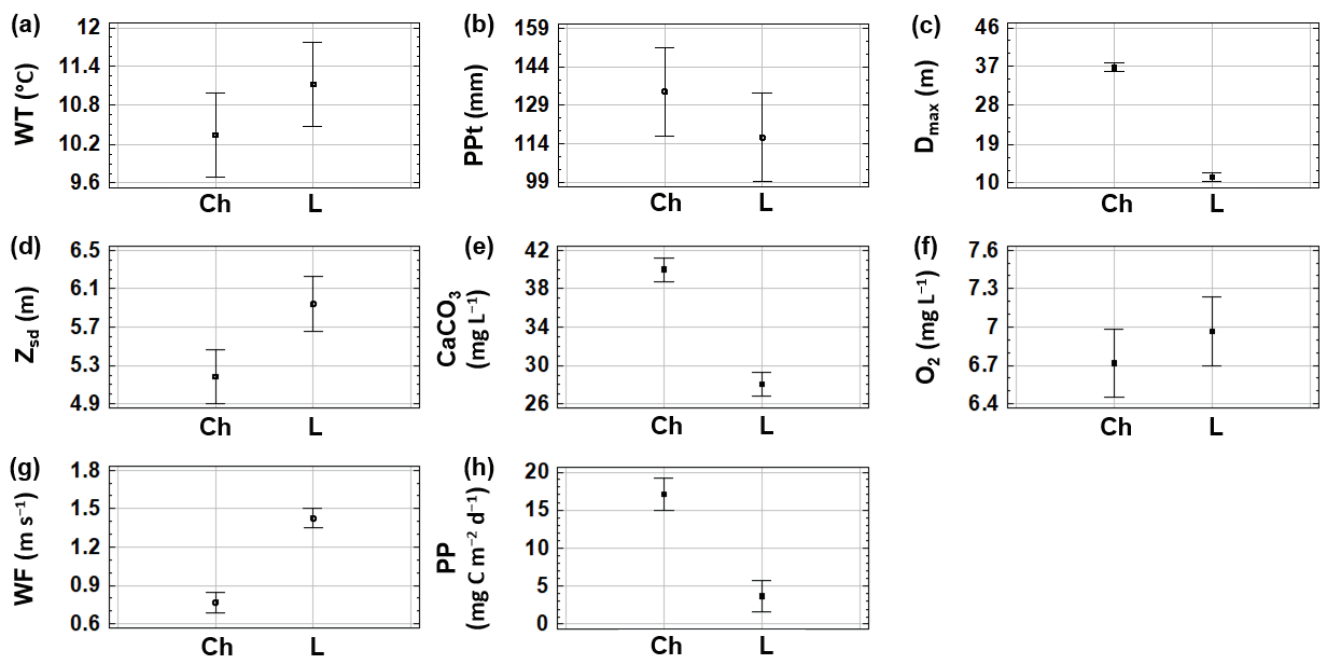 (a)
WT (°C)
12
11.4
10.8
10.2
9.6
Ch L
(b)
PPt (mm)
159
144
129
114
99
Ch L
(c)
Dmax (m)
46
37
28
19
10
Ch L
(d)
Zsd (m)
6.5
6.1
5.7
5.3
4.9
Ch L
(e)
CaCO3
(mg L−1)
42
38
34
30
26
Ch L
(f)
O2 (mg L−1)
7.6
7.3
7
6.7
6.4
Ch L
(g)
WF (m s−1)
1.8
1.5
1.2
0.9
0.6
Ch L
(h)
PP
(mg C m−2 d−1)
20
15
10
5
0
Ch L